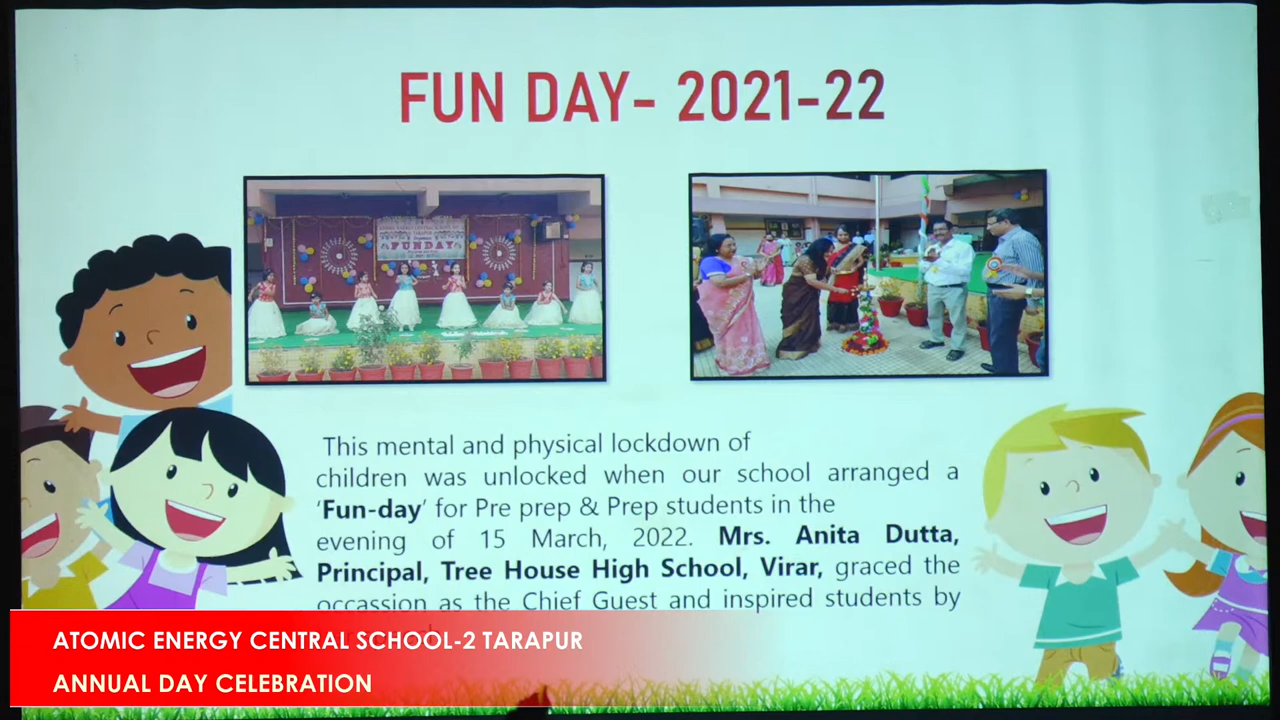 FUN DAY- 2021-22
FUNDAY
This mental and physical lockdown of
children was unlocked when our school arranged a
‘Fun-day’ for Pre prep & Prep students in the
evening of 15 March, 2022. Mrs. Anita Dutta,
Principal, Tree House High School, Virar, graced the
occassion as the Chief Guest and inspired students by
ATOMIC ENERGY CENTRAL SCHOOL-2 TARAPUR
ANNUAL DAY CELEBRATION